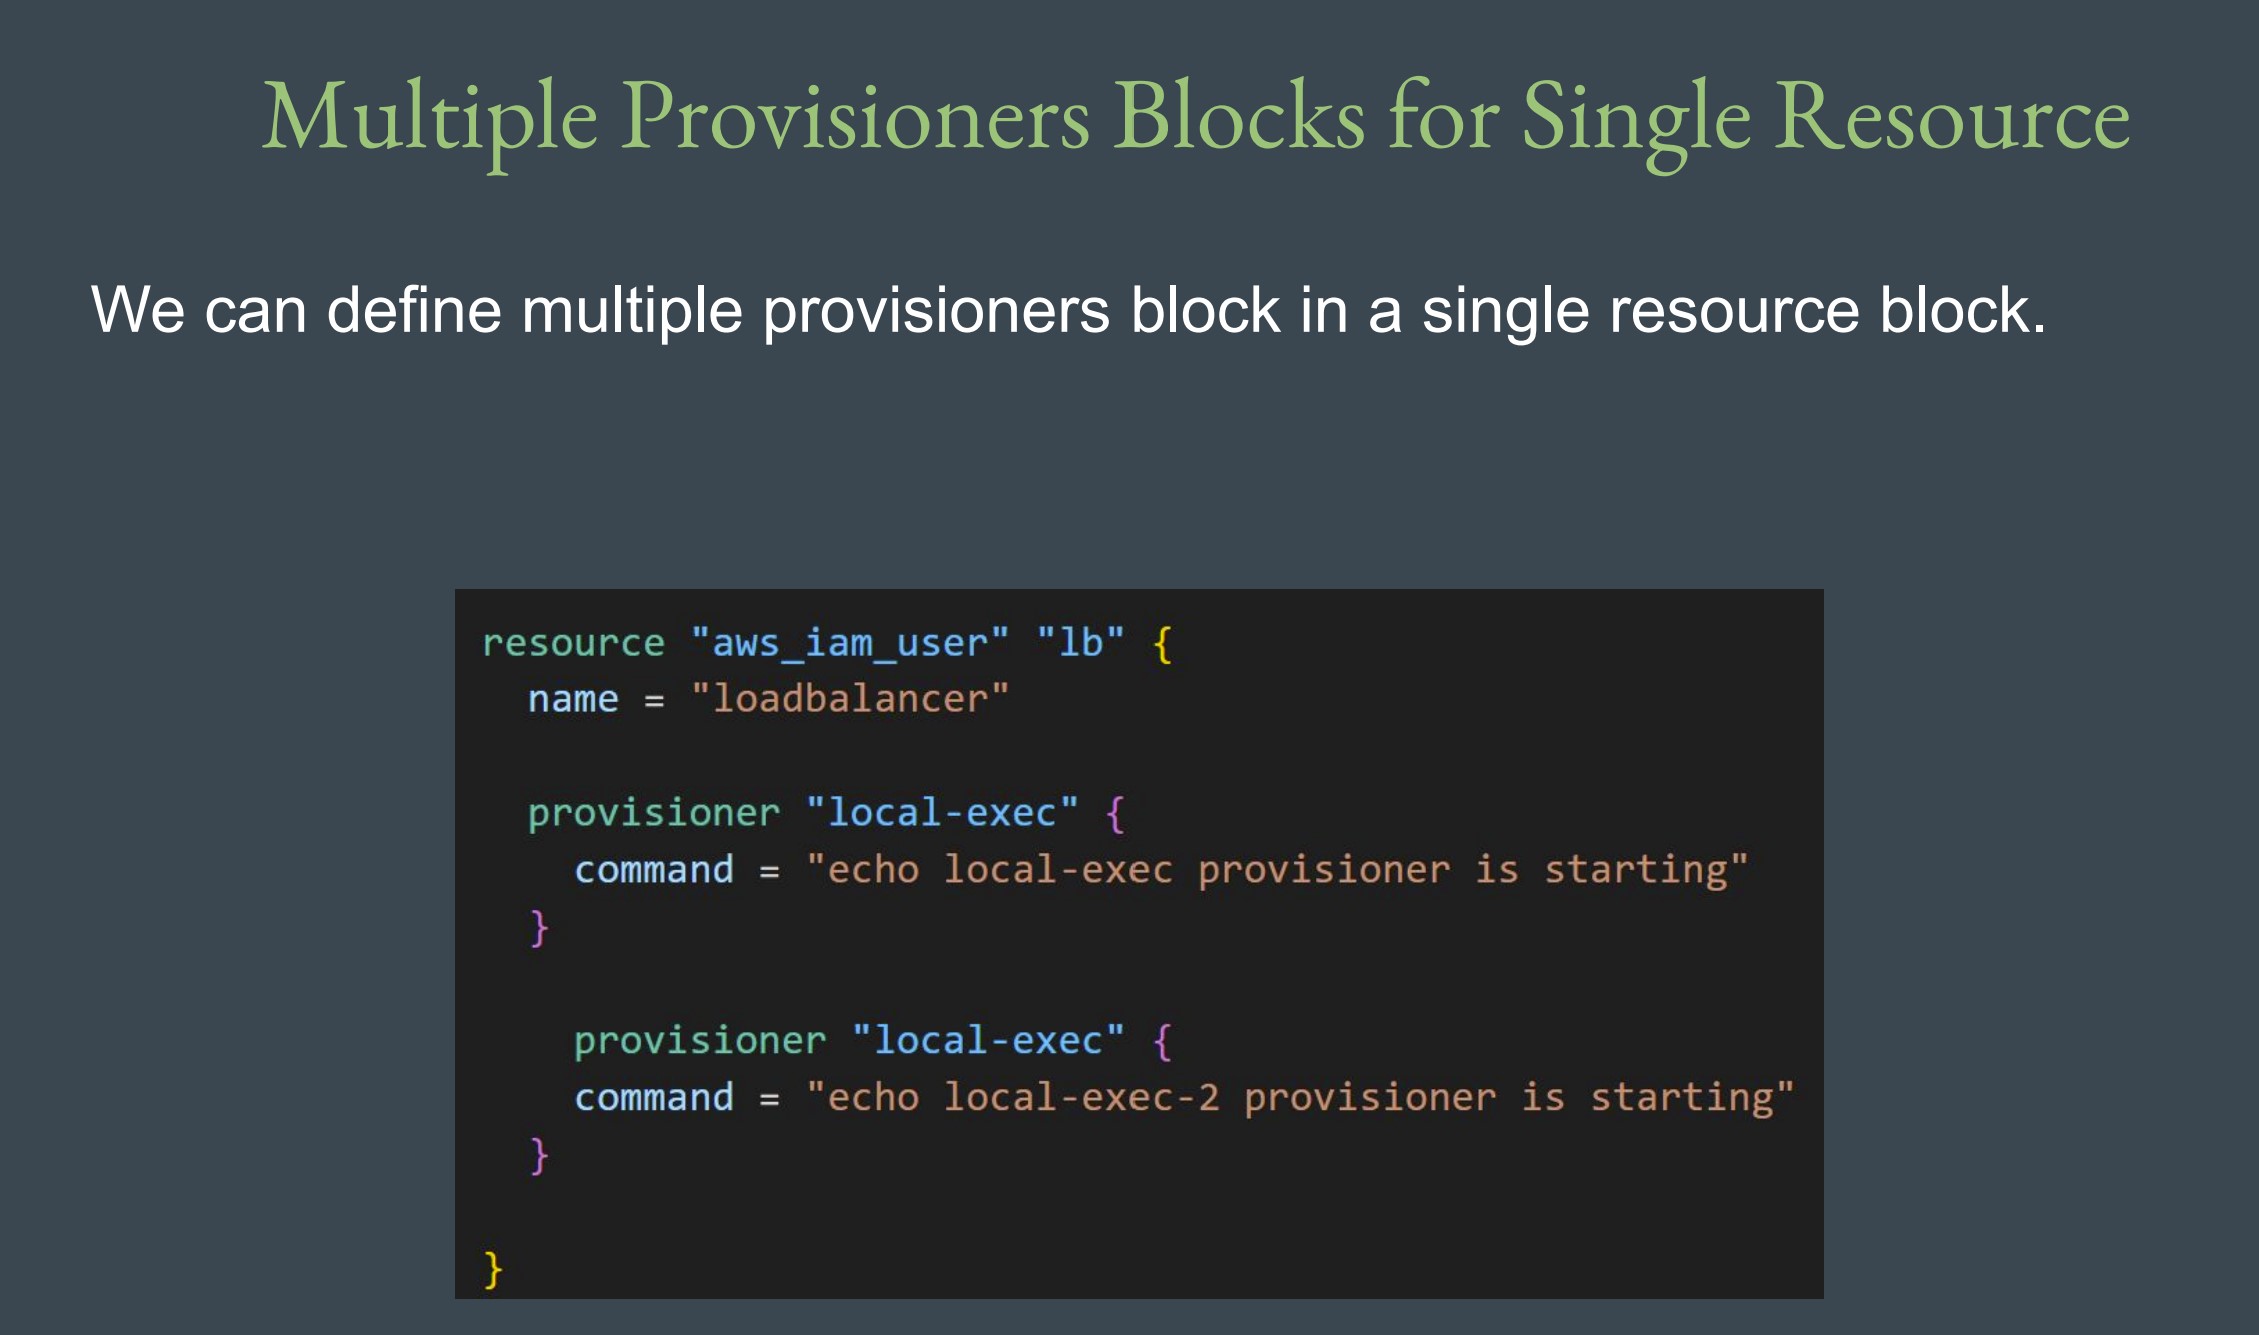 Multiple Provisioners Blocks for Single Resource
We can define multiple provisioners block in a single resource block.
resource "aws_iam_user" "lb" {
  name = "loadbalancer"

  provisioner "local-exec" {
    command = "echo local-exec provisioner is starting"
  }

    provisioner "local-exec" {
    command = "echo local-exec-2 provisioner is starting"
  }

}